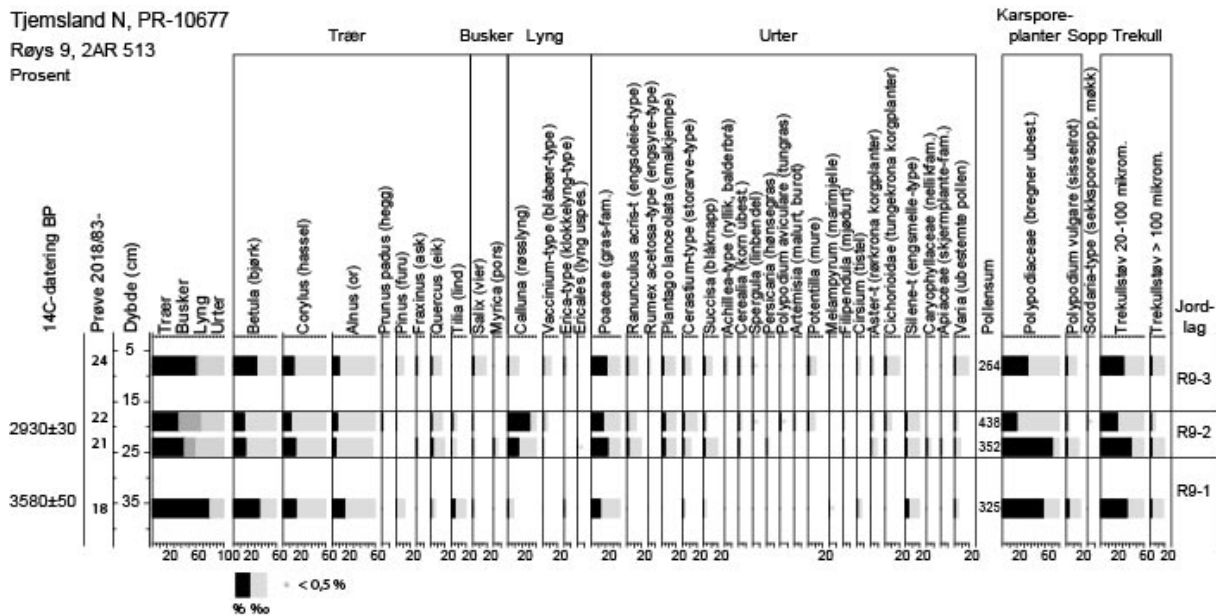 Tjemsland N, PR-10677
Røys 9, 2AR 513
Prosent
Trær
Busker
Lyng
Urter
Karspore-
planter
Sopp
Trekull
14C-datering BP
Prøve 2018/83-
Dybde (cm)
Trær
Busker
Lyng
Urter
Betula (bjørk)
Corylus (hassel)
Alnus (or)
Prunus padus (hegg)
Pinus (furu)
Fraxinus (ask)
Quercus (eik)
Tilia (lind)
Salix (vier)
Myrica (pors)
Calluna (røsslyng)
Vaccinium-type (blåbær-type)
Erica-type (klokkelyng-type)
Ericales (lyng uspes.)
Poaceae (gras-fam.)
Ranunculus acris-t (engsoleie-type)
Rumex acetosa-type (engsyre-type)
Plantago lanceolata (smalkjempe)
Cerastium-type (storarve-type)
Succisa (blåknapp)
Achillea-type (ryllik, balderbrå)
Cerealia (korn ubest.)
Spergula (linbendel)
Persicaria (hønsegras)
Polypodium aviculare (tungras)
Artemisia (malurt, burot)
Potentilla (mure)
Melampyrum (marimjelle)
Filipendula (mjødurt)
Cirsium (tistel)
Aster-t (rørkrona korgplanter)
Cichorioidae (tungekrona korgplanter)
Silene-t (engsmelle-type)
Caryophyllaceae (nellikfam.)
Apiaceae (skjermplante-fam.)
Varia (ubestemte pollen)
Pollensum
Polypodiaceae (bregner ubest.)
Polypodium vulgare (sisselrot)
Sordaria-type (sekksporesopp, møkk)
Trekullstøv 20-100 mikrom.
Trekullstøv > 100 mikrom.
Jord-
lag
5
24
264
R9-3
15
2930±30
22
438
R9-2
21
25
352
R9-1
3580±50
18
35
325
20 60 100
20 60
20 60
20 60
20
20
20
20
20
20
20
20 60
20
20
20
% ‰
< 0,5 %